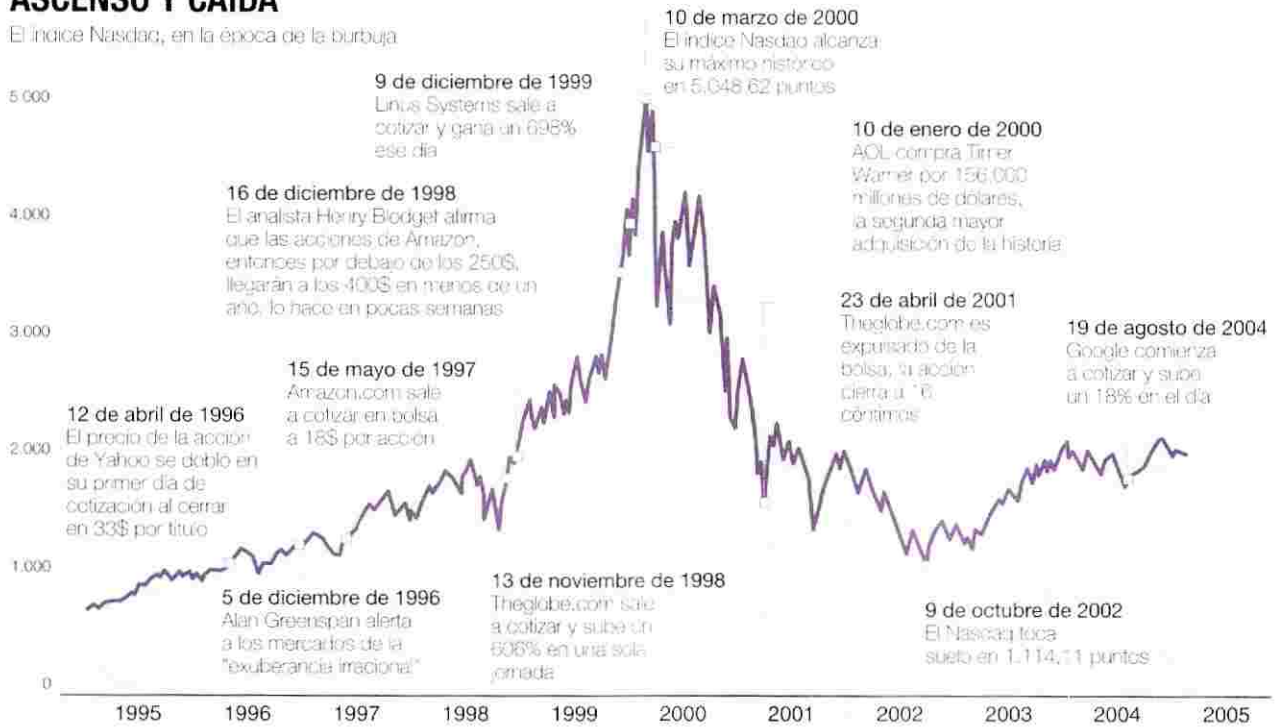 ASCENSO Y CAÍDA
El índice Nasdaq, en la época de la burbuja
10 de marzo de 2000
El índice Nasdaq alcanza
su máximo histórico
en 5.048,62 puntos
9 de diciembre de 1999
Linus Systems sale a
cotizar y gana un 698%
ese día
10 de enero de 2000
AOL compra Time
Warner por 156.000
millones de dólares,
la segunda mayor
adquisición de la historia
16 de diciembre de 1998
El analista Henry Blodget afirma
que las acciones de Amazon,
entonces por debajo de los 250$,
llegarán a los 400$ en menos de un
año, lo hace en pocas semanas
23 de abril de 2001
Theglobe.com es
expulsado de la
bolsa; la acción
cierra a 16
céntimos
19 de agosto de 2004
Google comienza
a cotizar y sube
un 18% en el día
15 de mayo de 1997
Amazon.com sale
a cotizar en bolsa
a 18$ por acción
12 de abril de 1996
El precio de la acción
de Yahoo se dobló en
su primer día de
cotización al cerrar
en 33$ por título
5 de diciembre de 1996
Alan Greenspan alerta
a los mercados de la
"exuberancia irracional"
13 de noviembre de 1998
Theglobe.com sale
a cotizar y sube un
606% en una sola
jornada
9 de octubre de 2002
El Nasdaq toca
suelo en 1.114,11 puntos
5.000
4.000
3.000
2.000
1.000
0
1995 1996 1997 1998 1999 2000 2001 2002 2003 2004 2005